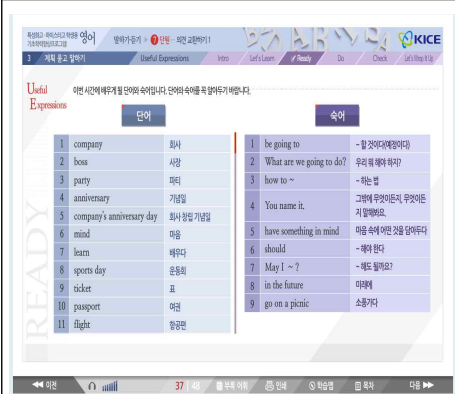 특성화고·마이스터고 학생용 영어
기초학력향상프로그램
말하기-듣기 > 7 단원 - 의견 교환하기 1
KICE
3 계획 묻고 답하기
Useful Expressions
Intro
Let's Learn
Ready
Do
Check
Let's Step It Up
Useful
Expressions
이번 시간에 배우게 될 단어와 숙어입니다. 단어와 숙어를 꼭 알아두기 바랍니다.
단어
1 company 회사
2 boss 사장
3 party 파티
4 anniversary 기념일
5 company's anniversary day 회사 창립 기념일
6 mind 마음
7 learn 배우다
8 sports day 운동회
9 ticket 표
10 passport 여권
11 flight 항공편
숙어
1 be going to ~ 할 것이다(예정이다)
2 What are we going to do? 우리 뭐 해야 하지?
3 how to ~ ~ 하는 법
4 You name it. 그밖에 무엇이든지, 무엇이든
지 말해봐요.
5 have something in mind 마음 속에 어떤 것을 담아두다
6 should ~ 해야 한다
7 May I ~ ? ~ 해도 될까요?
8 in the future 미래에
9 go on a picnic 소풍가다
READY
이전
37 | 48
부록 어휘
인쇄
학습맵
목차
다음